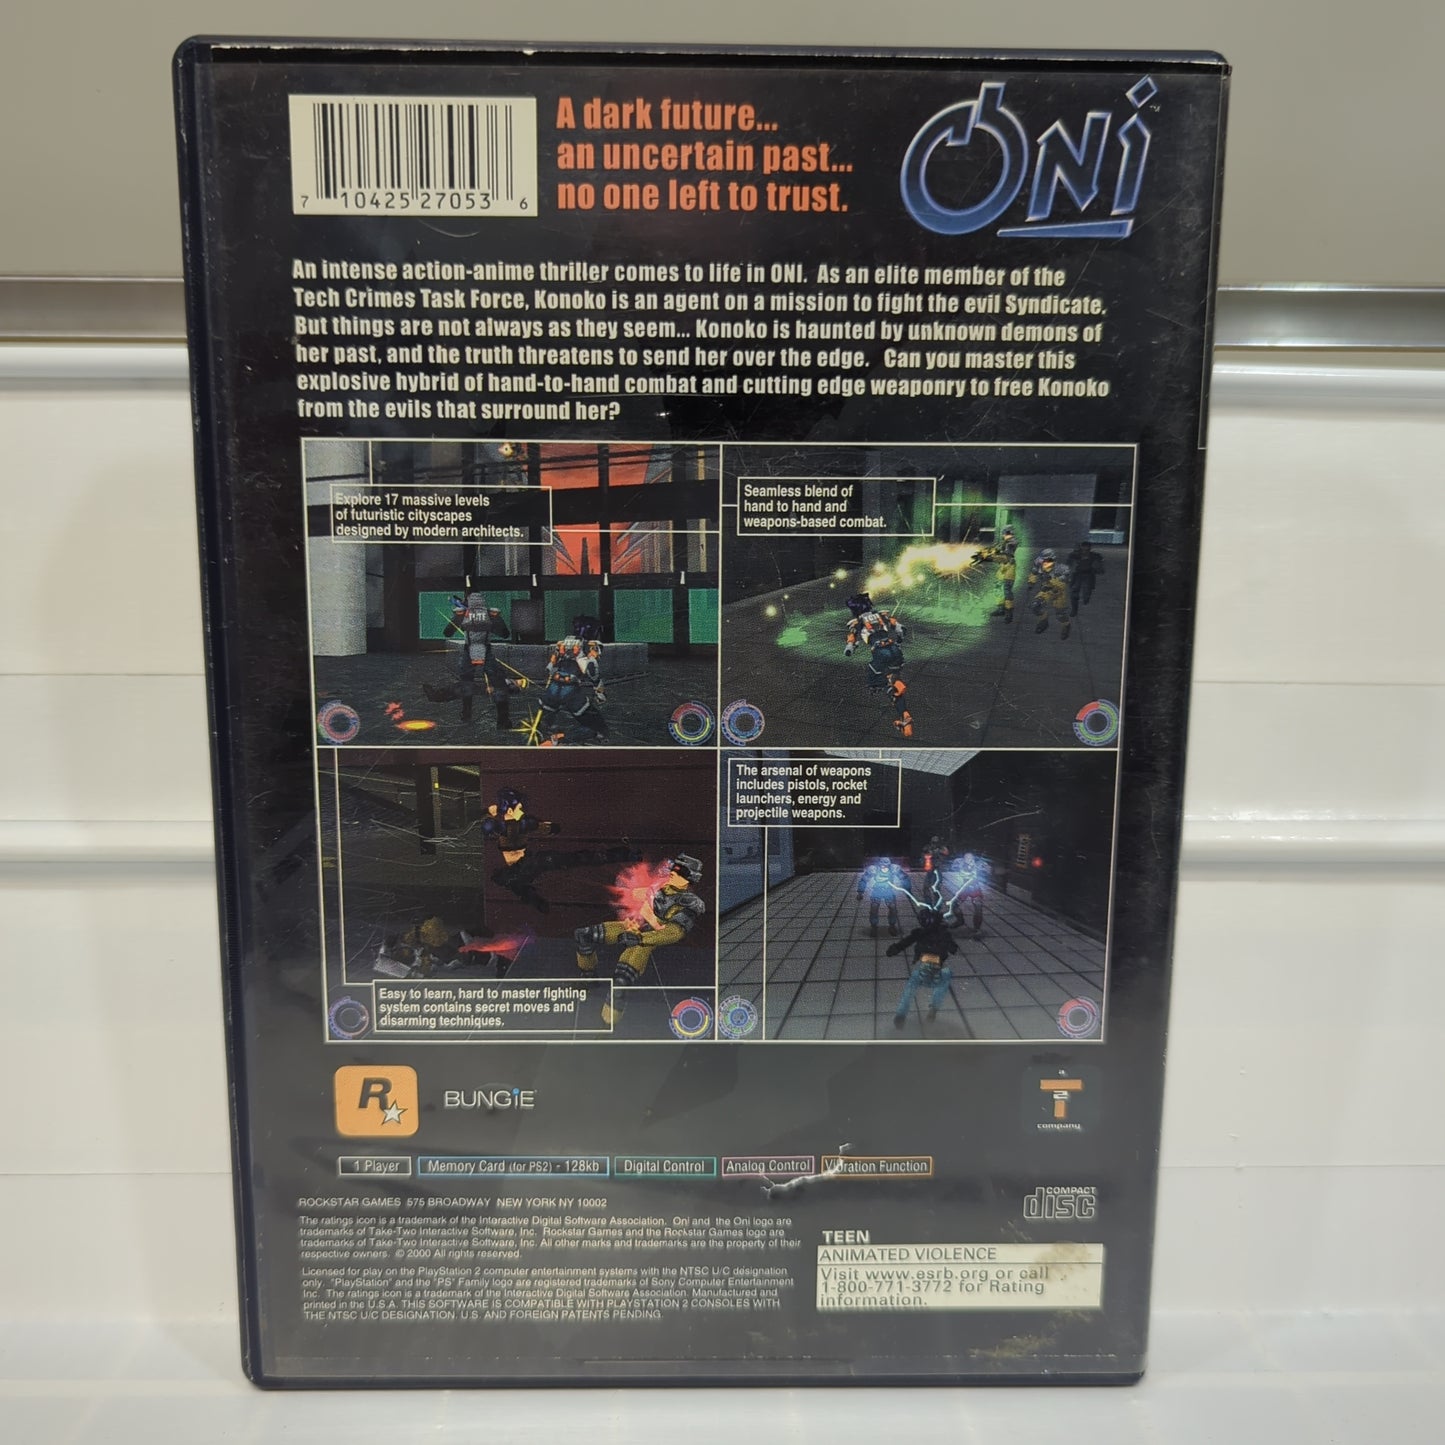 7 10425 27053 6
A dark future...
an uncertain past...
no one left to trust.
ONi
TM
An intense action-anime thriller comes to life in ONI. As an elite member of the
Tech Crimes Task Force, Konoko is an agent on a mission to fight the evil Syndicate.
But things are not always as they seem... Konoko is haunted by unknown demons of
her past, and the truth threatens to send her over the edge. Can you master this
explosive hybrid of hand-to-hand combat and cutting edge weaponry to free Konoko
from the evils that surround her?
Explore 17 massive levels
of futuristic cityscapes
designed by modern architects.
Seamless blend of
hand to hand and
weapons-based combat.
The arsenal of weapons
includes pistols, rocket
launchers, energy and
projectile weapons.
Easy to learn, hard to master fighting
system contains secret moves and
disarming techniques.
R
BUNGiE
a
T2
company
1 Player
Memory Card (for PS2) - 128kb
Digital Control
Analog Control
Vibration Function
ROCKSTAR GAMES 575 BROADWAY NEW YORK NY 10002
COMPACT
disc
The ratings icon is a trademark of the Interactive Digital Software Association. Oni and the Oni logo are
trademarks of Take-Two Interactive Software, Inc. Rockstar Games and the Rockstar Games logo are
trademarks of Take-Two Interactive Software, Inc. All other marks and trademarks are the property of their
respective owners. © 2000 All rights reserved.
Licensed for play on the PlayStation 2 computer entertainment systems with the NTSC U/C designation
only. "PlayStation" and the "PS" Family logo are registered trademarks of Sony Computer Entertainment
Inc. The ratings icon is a trademark of the Interactive Digital Software Association. Manufactured and
printed in the U.S.A. THIS SOFTWARE IS COMPATIBLE WITH PLAYSTATION 2 CONSOLES WITH
THE NTSC U/C DESIGNATION. U.S. AND FOREIGN PATENTS PENDING.
TEEN
ANIMATED VIOLENCE
Visit www.esrb.org or call
1-800-771-3772 for Rating
Information.